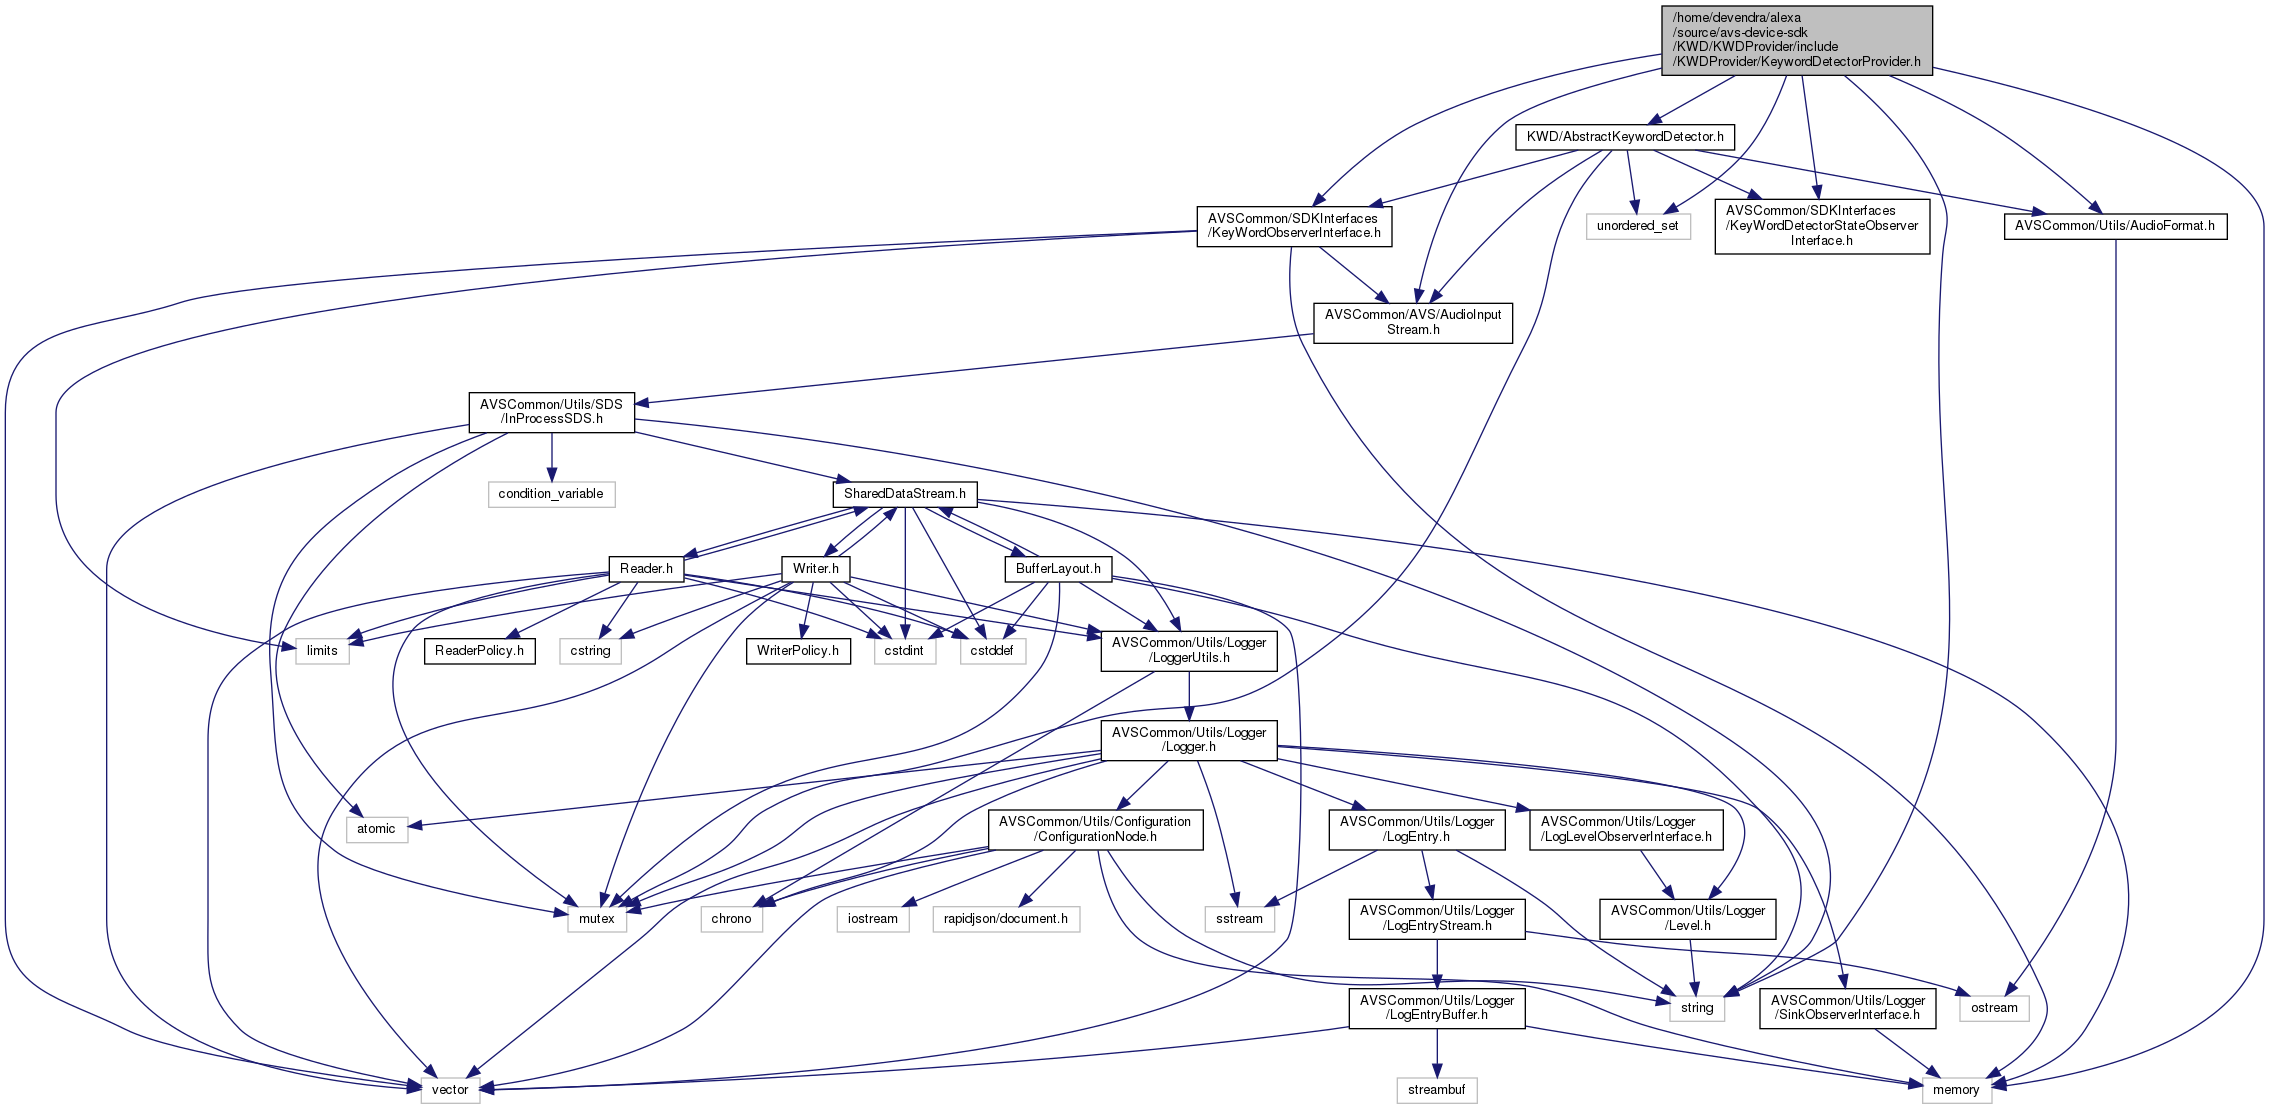 /home/devendra/alexa
/source/avs-device-sdk
/KWD/KWDProvider/include
/KWDProvider/KeywordDetectorProvider.h
KWD/AbstractKeywordDetector.h
AVSCommon/SDKInterfaces
/KeyWordObserverInterface.h
unordered_set
AVSCommon/SDKInterfaces
/KeyWordDetectorStateObserver
Interface.h
AVSCommon/Utils/AudioFormat.h
AVSCommon/AVS/AudioInput
Stream.h
AVSCommon/Utils/SDS
/InProcessSDS.h
condition_variable
SharedDataStream.h
Reader.h
Writer.h
BufferLayout.h
limits
ReaderPolicy.h
cstring
WriterPolicy.h
cstdint
cstddef
AVSCommon/Utils/Logger
/LoggerUtils.h
AVSCommon/Utils/Logger
/Logger.h
atomic
AVSCommon/Utils/Configuration
/ConfigurationNode.h
AVSCommon/Utils/Logger
/LogEntry.h
AVSCommon/Utils/Logger
/LogLevelObserverInterface.h
mutex
chrono
iostream
rapidjson/document.h
sstream
AVSCommon/Utils/Logger
/LogEntryStream.h
AVSCommon/Utils/Logger
/Level.h
AVSCommon/Utils/Logger
/LogEntryBuffer.h
string
AVSCommon/Utils/Logger
/SinkObserverInterface.h
ostream
vector
streambuf
memory